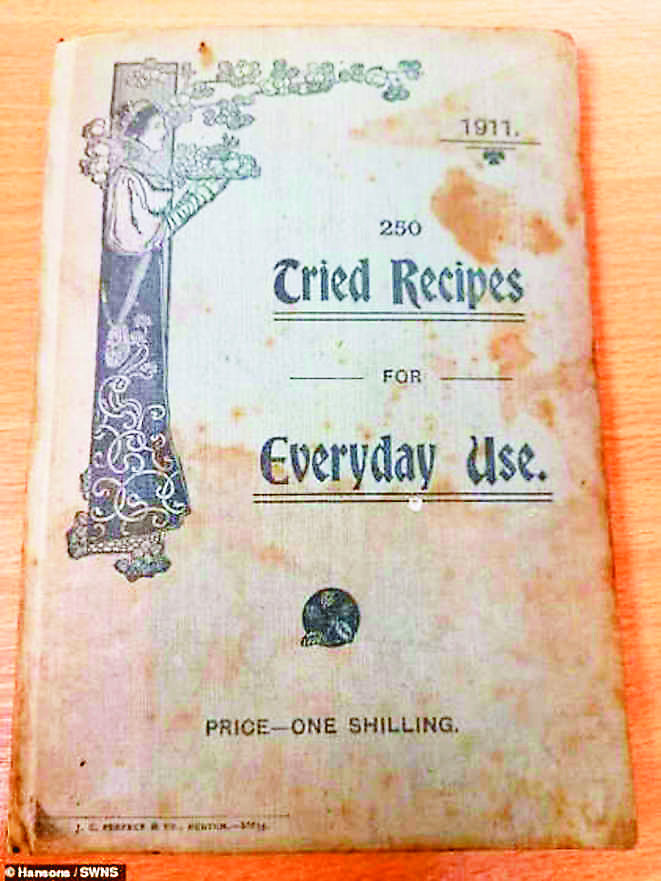 1911.
250
Tried Recipes
FOR
Everyday Use.
PRICE—ONE SHILLING.
J. C.
© Hansons / SWNS